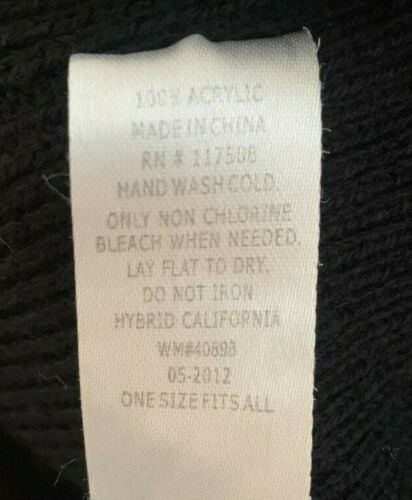 100% ACRYLIC
MADE IN CHINA
RN # 117506
HAND WASH COLD.
ONLY NON CHLORINE
BLEACH WHEN NEEDED.
LAY FLAT TO DRY.
DO NOT IRON
HYBRID CALIFORNIA
WM#40893
05-2012
ONE SIZE FITS ALL